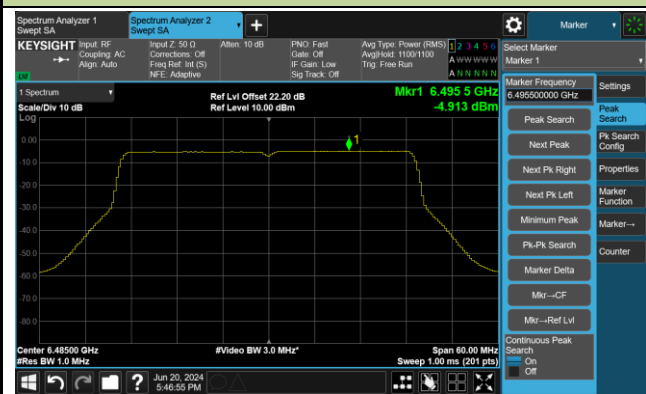 Spectrum Analyzer 1
Swept SA
Spectrum Analyzer 2
Swept SA
+
Marker
KEYSIGHT
Input: RF
Coupling: AC
Align: Auto
Input Z: 50 Ω
Corrections: Off
Freq Ref: Int (S)
NFE: Adaptive
Atten: 10 dB
PNO: Fast
Gate: Off
IF Gain: Low
Sig Track: Off
Avg Type: Power (RMS)
Avg|Hold: 1100/1100
Trig: Free Run
1 2 3 4 5 6
A W W W W W
A N N N N N
Select Marker
Marker 1
1 Spectrum
Scale/Div 10 dB
Log
Ref Lvl Offset 22.20 dB
Ref Level 10.00 dBm
Mkr1 6.495 5 GHz
-4.913 dBm
0.00
-10.0
-20.0
-30.0
-40.0
-50.0
-60.0
-70.0
-80.0
1
Center 6.48500 GHz
#Res BW 1.0 MHz
#Video BW 3.0 MHz*
Span 60.00 MHz
Sweep 1.00 ms (201 pts)
Marker Frequency
6.495500000 GHz
Peak Search
Next Peak
Next Pk Right
Next Pk Left
Minimum Peak
Pk-Pk Search
Marker Delta
Mkr→CF
Mkr→Ref Lvl
Continuous Peak
Search
On
Off
Settings
Peak
Search
Pk Search
Config
Properties
Marker
Function
Marker→
Counter
?
Jun 20, 2024
5:46:55 PM